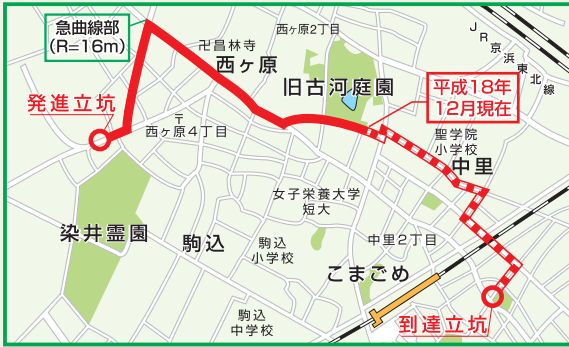 急曲線部
(R=16m)
西ヶ原2丁目
JR京浜東北線
卍昌林寺
西ヶ原
旧古河庭園
平成18年
12月現在
発進立坑
〒
西ヶ原4丁目
聖学院
小学校
中里
女子栄養大学
短大
染井霊園
駒込
駒込
小学校
中里2丁目
こまごめ
駒込
中学校
到達立坑